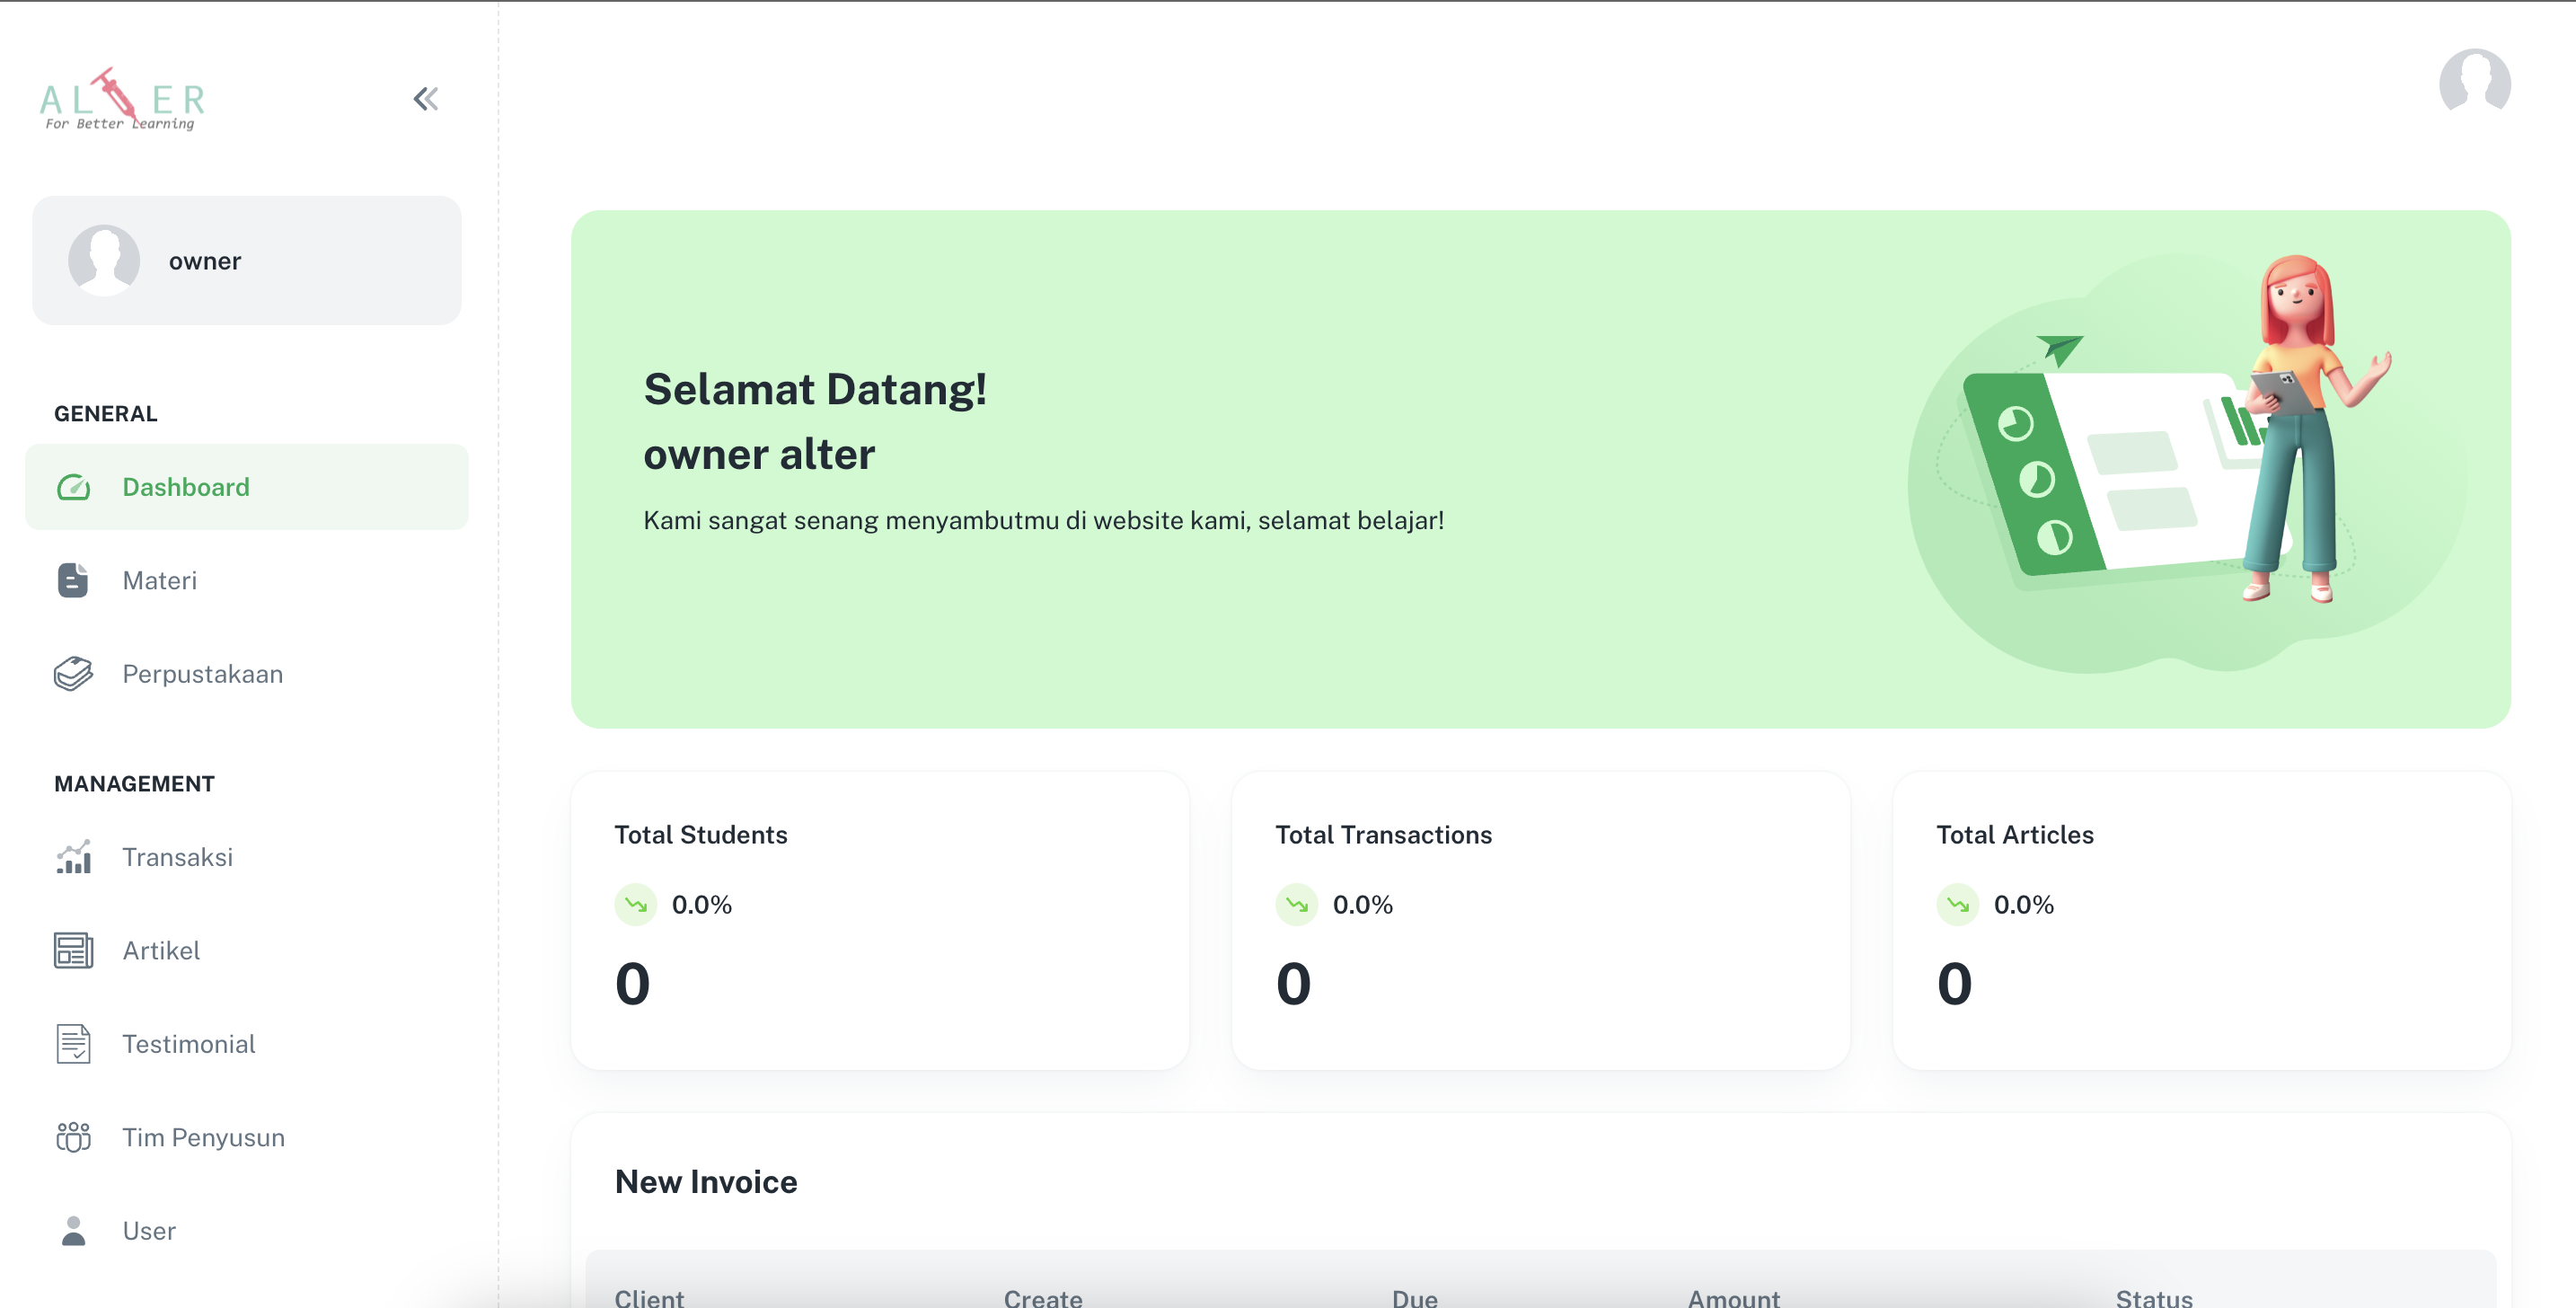 ALTER
For Better Learning
owner
GENERAL
Dashboard
Materi
Perpustakaan
MANAGEMENT
Transaksi
Artikel
Testimonial
Tim Penyusun
User
Selamat Datang!
owner alter
Kami sangat senang menyambutmu di website kami, selamat belajar!
Total Students
0.0%
0
Total Transactions
0.0%
0
Total Articles
0.0%
0
New Invoice
Client Create Due Amount Status